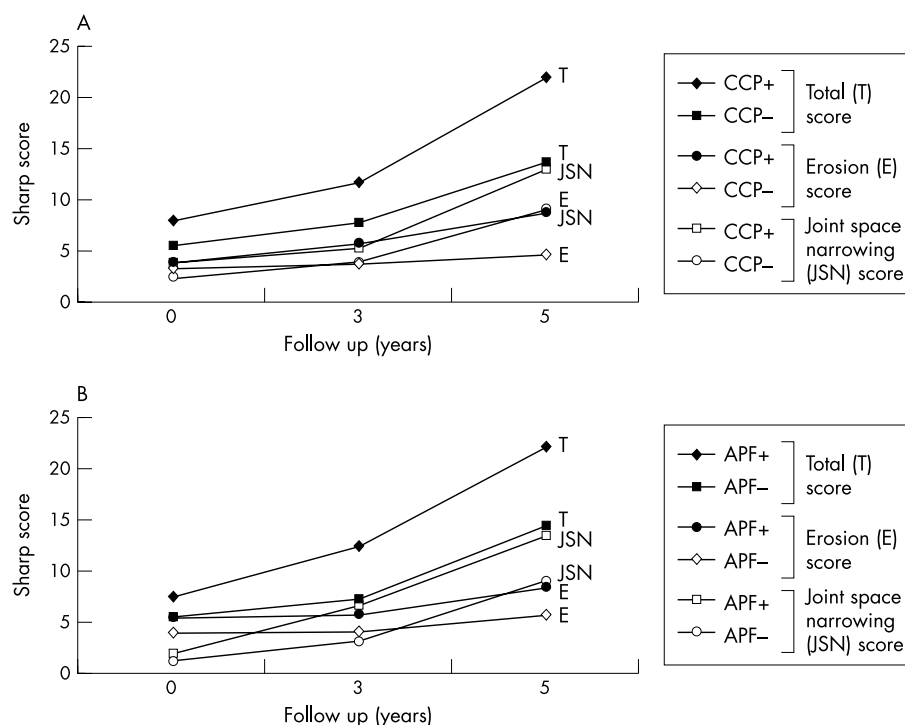 A
25
20
15
10
5
0
Sharp score
T
T
JSN
E
JSN
E
0 3 5
Follow up (years)
CCP+
CCP–
Total (T)
score
CCP+
CCP–
Erosion (E)
score
CCP+
CCP–
Joint space
narrowing
(JSN) score
B
25
20
15
10
5
0
Sharp score
T
T
JSN
JSN
E
E
0 3 5
Follow up (years)
APF+
APF–
Total (T)
score
APF+
APF–
Erosion (E)
score
APF+
APF–
Joint space
narrowing
(JSN) score